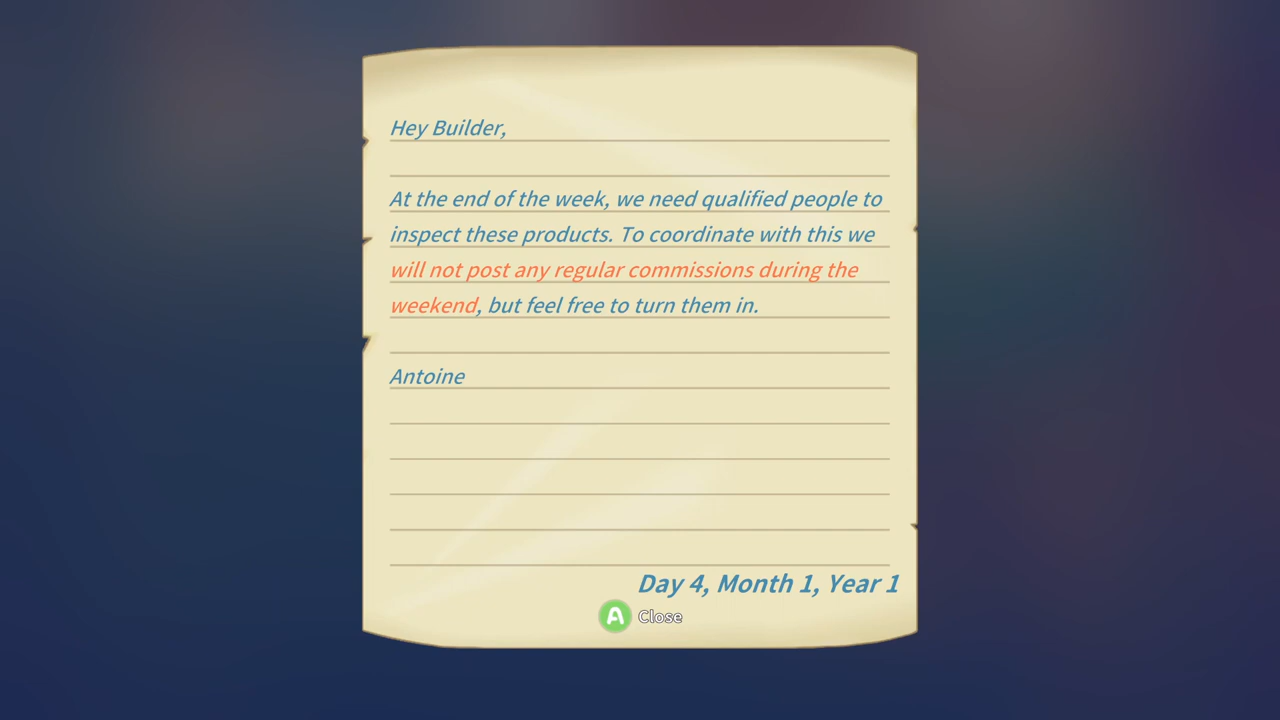 Hey Builder,
At the end of the week, we need qualified people to
inspect these products. To coordinate with this we
will not post any regular commissions during the
weekend, but feel free to turn them in.
Antoine
Day 4, Month 1, Year 1
A Close